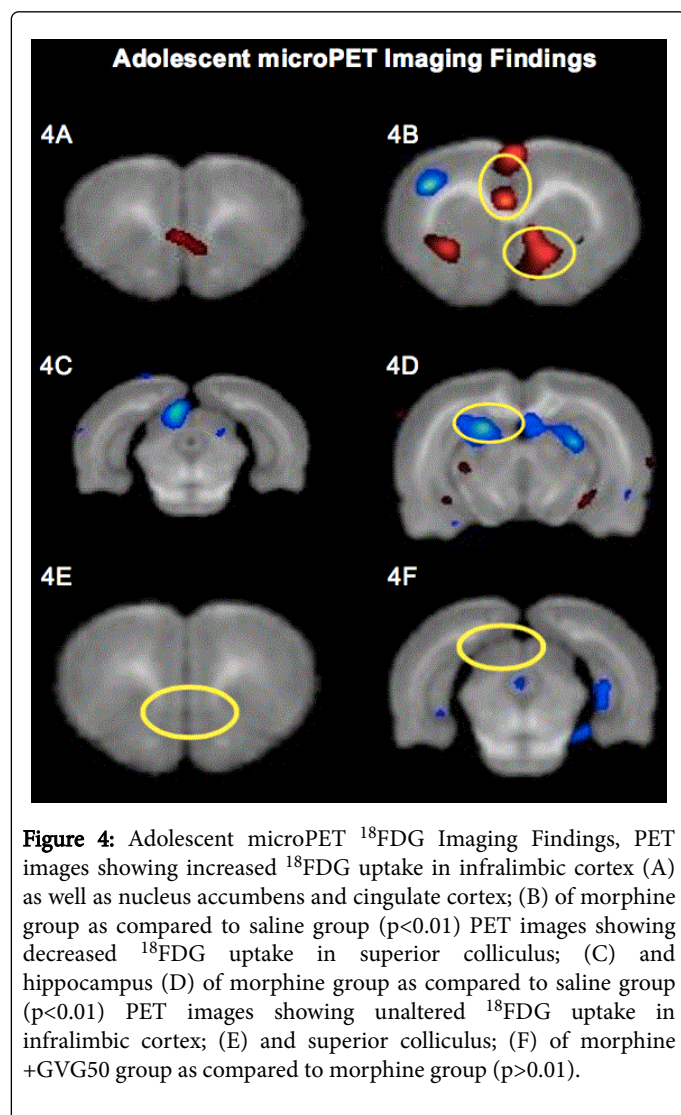 Adolescent microPET Imaging Findings
4A
4B
4C
4D
4E
4F
Figure 4: Adolescent microPET ¹⁸FDG Imaging Findings, PET
images showing increased ¹⁸FDG uptake in infralimbic cortex (A)
as well as nucleus accumbens and cingulate cortex; (B) of morphine
group as compared to saline group (p<0.01) PET images showing
decreased ¹⁸FDG uptake in superior colliculus; (C) and
hippocampus (D) of morphine group as compared to saline group
(p<0.01) PET images showing unaltered ¹⁸FDG uptake in
infralimbic cortex; (E) and superior colliculus; (F) of morphine
+GVG50 group as compared to morphine group (p>0.01).